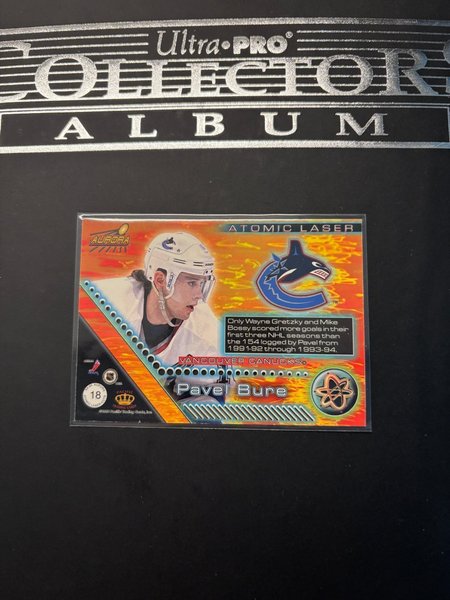 Ultra•PRO®
COLLECTORS
ALBUM
AURORA
ATOMIC LASER
Only Wayne Gretzky and Mike
Bossy scored more goals in their
first three NHL seasons than
the 154 logged by Pavel from
1991-92 through 1993-94.
VANCOUVER CANUCKS
Pavel Bure
18